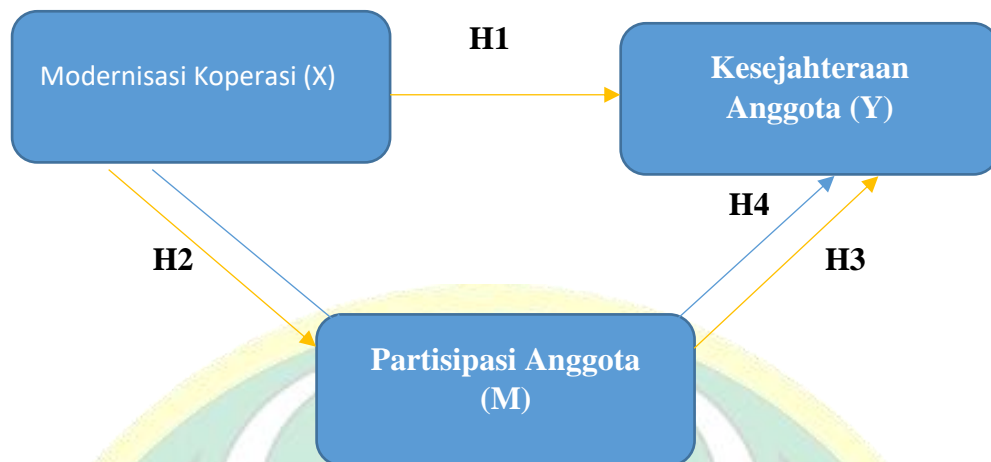 H1
Modernisasi Koperasi (X)
Kesejahteraan
Anggota (Y)
H4
H2
H3
Partisipasi Anggota
(M)